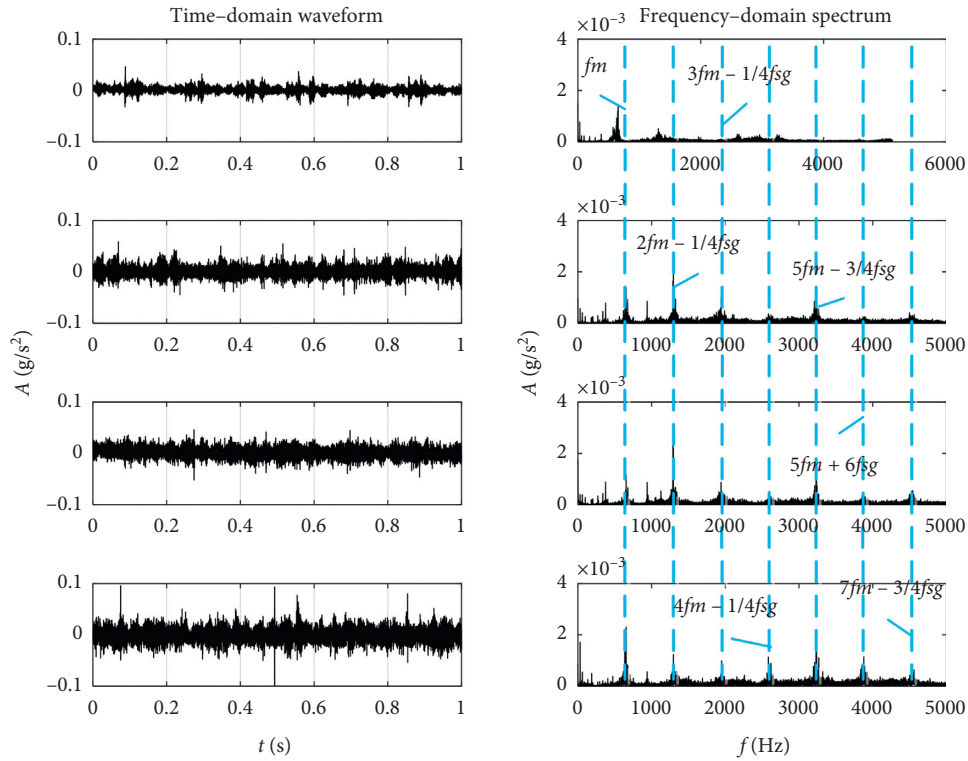 Time–domain waveform
0.1
0
–0.1
0 0.2 0.4 0.6 0.8 1
0.1
0
–0.1
0 0.2 0.4 0.6 0.8 1
0.1
0
–0.1
0 0.2 0.4 0.6 0.8 1
0.1
0
–0.1
0 0.2 0.4 0.6 0.8 1
A (g/s²)
t (s)
Frequency–domain spectrum
×10⁻³
4
2
0
fm
3fm – 1/4fsg
2000 4000 6000
×10⁻³
4
2
0
2fm – 1/4fsg
5fm – 3/4fsg
0 1000 2000 3000 4000 5000
×10⁻³
4
2
0
5fm + 6fsg
0 1000 2000 3000 4000 5000
×10⁻³
4
2
0
7fm – 3/4fsg
4fm – 1/4fsg
0 1000 2000 3000 4000 5000
A (g/s²)
f (Hz)